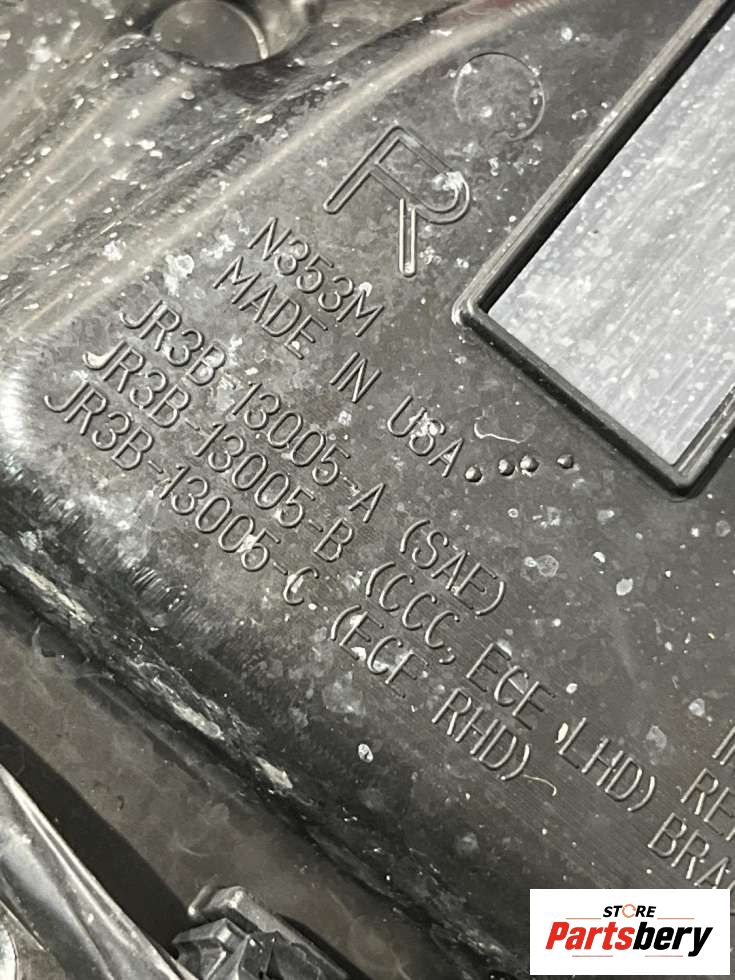 R
N353M
MADE IN USA
JR3B-13005-A (SAE)
JR3B-13005-B (CCC, ECE LHD)
JR3B-13005-C (ECE RHD)
STORE
Partsbery